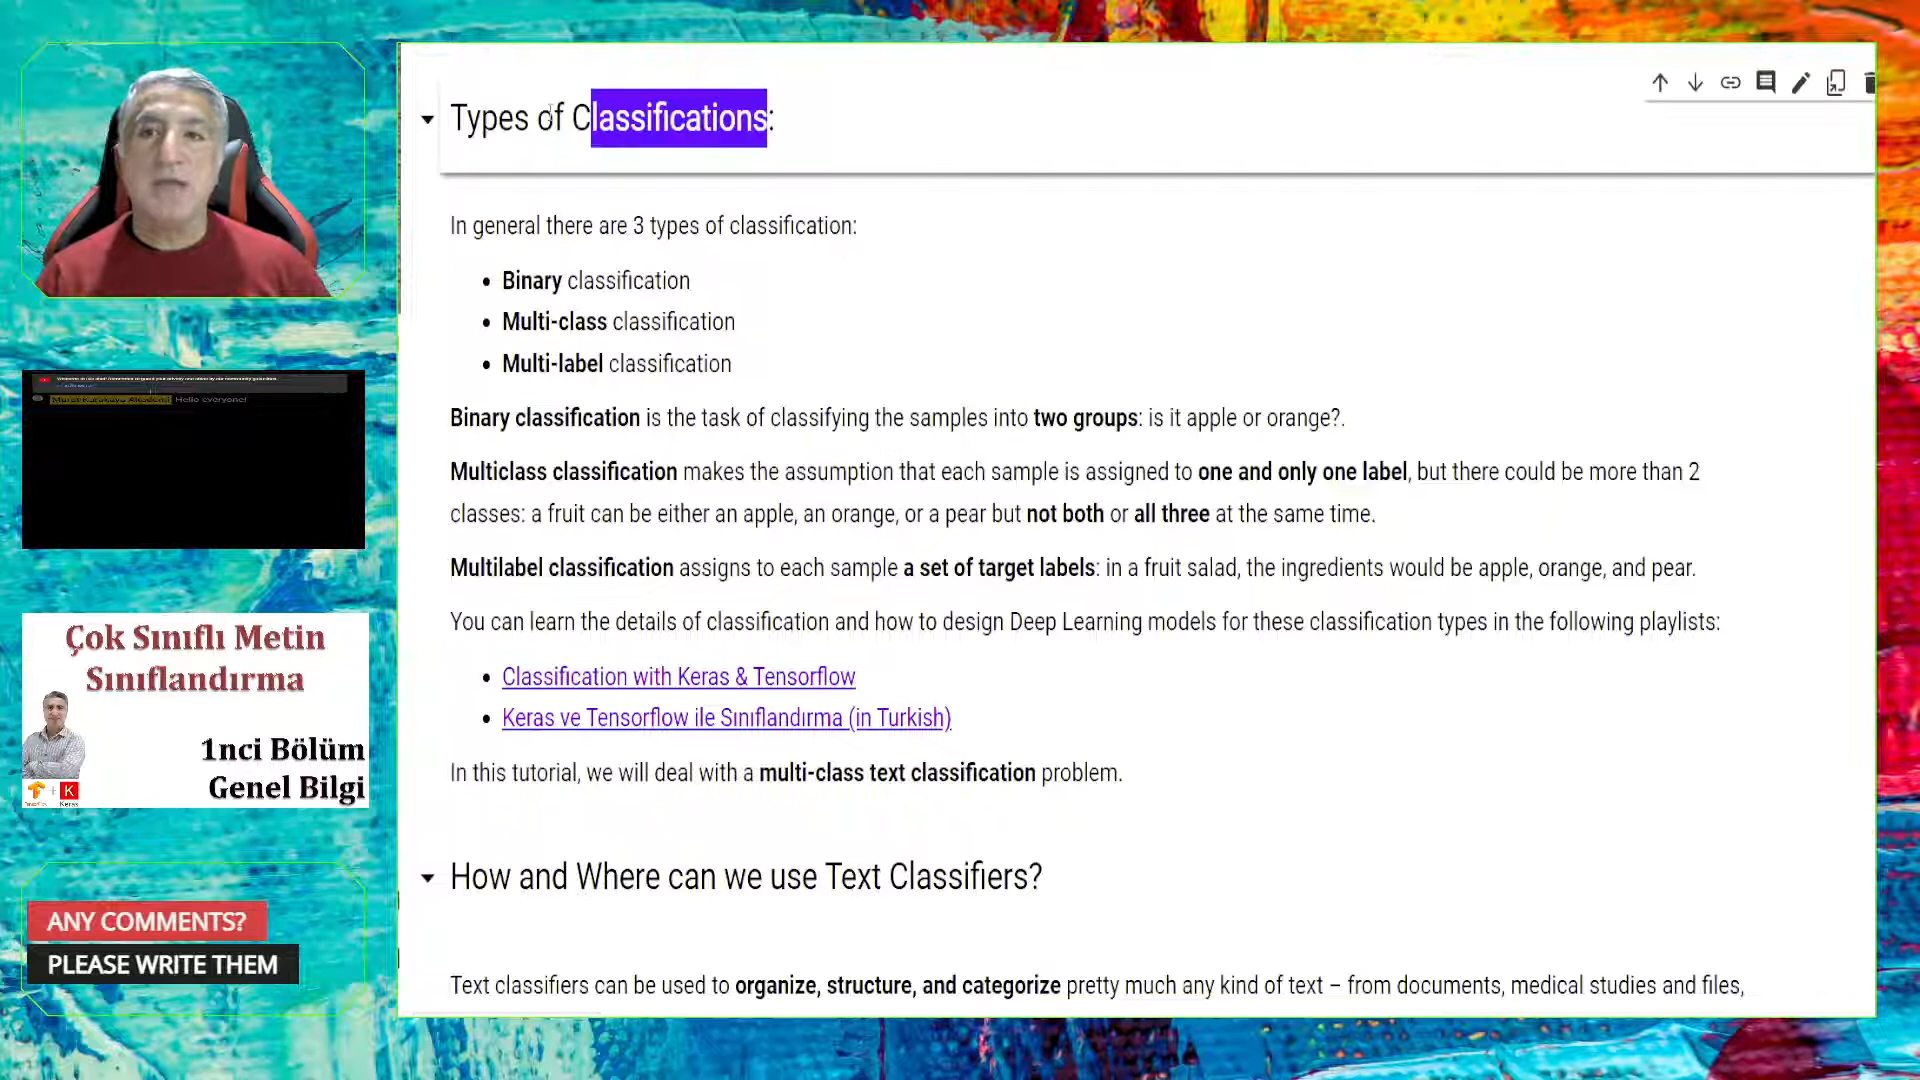 Types of Classifications:
In general there are 3 types of classification:
• Binary classification
• Multi-class classification
• Multi-label classification
Binary classification is the task of classifying the samples into two groups: is it apple or orange?.
Multiclass classification makes the assumption that each sample is assigned to one and only one label, but there could be more than 2
classes: a fruit can be either an apple, an orange, or a pear but not both or all three at the same time.
Multilabel classification assigns to each sample a set of target labels: in a fruit salad, the ingredients would be apple, orange, and pear.
You can learn the details of classification and how to design Deep Learning models for these classification types in the following playlists:
• Classification with Keras & Tensorflow
• Keras ve Tensorflow ile Sınıflandırma (in Turkish)
In this tutorial, we will deal with a multi-class text classification problem.
How and Where can we use Text Classifiers?
Text classifiers can be used to organize, structure, and categorize pretty much any kind of text – from documents, medical studies and files,
Murat Karakaya Akademi Hello everyone!
Çok Sınıflı Metin
Sınıflandırma
1nci Bölüm
Genel Bilgi
+ K
Keras
ANY COMMENTS?
PLEASE WRITE THEM